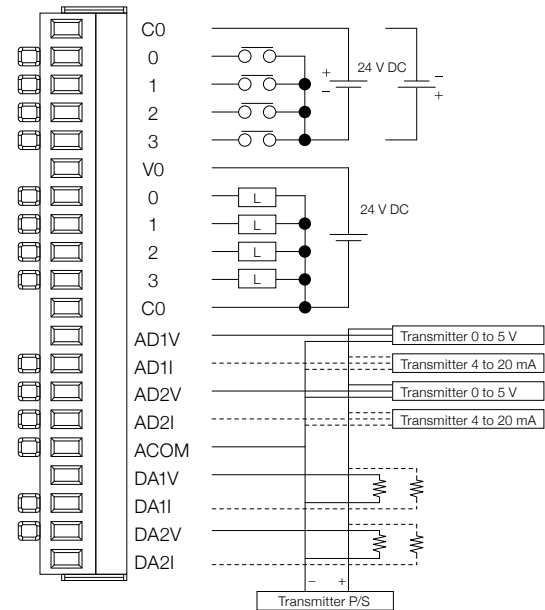 C0
0
1
2
3
V0
0
1
2
3
C0
AD1V
AD1I
AD2V
AD2I
ACOM
DA1V
DA1I
DA2V
DA2I
+
−
24 V DC
−
+
L
L
L
L
24 V DC
Transmitter 0 to 5 V
Transmitter 4 to 20 mA
Transmitter 0 to 5 V
Transmitter 4 to 20 mA
− +
Transmitter P/S